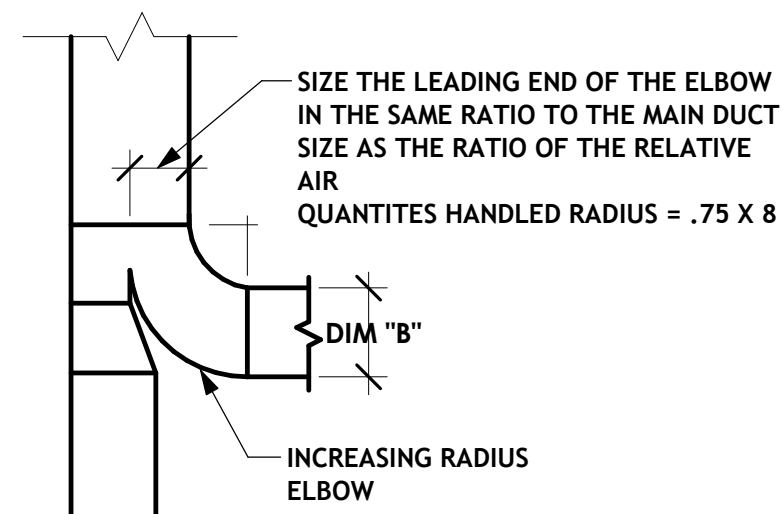 SIZE THE LEADING END OF THE ELBOW
IN THE SAME RATIO TO THE MAIN DUCT
SIZE AS THE RATIO OF THE RELATIVE
AIR
QUANTITES HANDLED RADIUS = .75 X 8
DIM "B"
INCREASING RADIUS
ELBOW